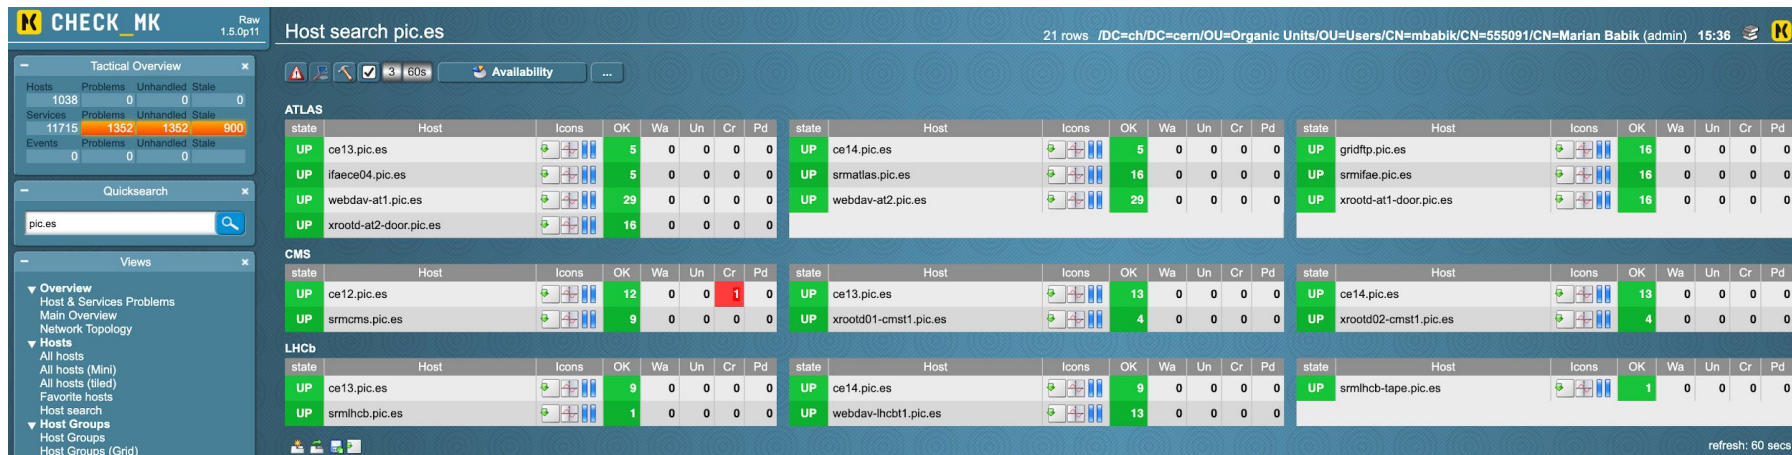 CHECK_MK
Raw
1.5.0p11
Host search pic.es
21 rows /DC=ch/DC=cern/OU=Organic Units/OU=Users/CN=mbabik/CN=555091/CN=Marian Babik (admin) 15:36
Tactical Overview
Hosts Problems Unhandled Stale
1038 0 0 0
Services Problems Unhandled Stale
11715 1352 1352 900
Events Problems Unhandled Stale
0 0 0
Quicksearch
pic.es
Views
Overview
Host & Services Problems
Main Overview
Network Topology
Hosts
All hosts
All hosts (Mini)
All hosts (tiled)
Favorite hosts
Host search
Host Groups
Host Groups
Host Groups (Grid)
3 60s Availability ...
ATLAS
state Host Icons OK Wa Un Cr Pd state Host Icons OK Wa Un Cr Pd state Host Icons OK Wa Un Cr Pd
UP ce13.pic.es 5 0 0 0 0 UP ce14.pic.es 5 0 0 0 0 UP gridftp.pic.es 16 0 0 0 0
UP ifaece04.pic.es 5 0 0 0 0 UP srmatlas.pic.es 16 0 0 0 0 UP srmifae.pic.es 16 0 0 0 0
UP webdav-at1.pic.es 29 0 0 0 0 UP webdav-at2.pic.es 29 0 0 0 0 UP xrootd-at1-door.pic.es 16 0 0 0 0
UP xrootd-at2-door.pic.es 16 0 0 0 0
CMS
state Host Icons OK Wa Un Cr Pd state Host Icons OK Wa Un Cr Pd state Host Icons OK Wa Un Cr Pd
UP ce12.pic.es 12 0 0 1 0 UP ce13.pic.es 13 0 0 0 0 UP ce14.pic.es 13 0 0 0 0
UP srmcms.pic.es 9 0 0 0 0 UP xrootd01-cmst1.pic.es 4 0 0 0 0 UP xrootd02-cmst1.pic.es 4 0 0 0 0
LHCb
state Host Icons OK Wa Un Cr Pd state Host Icons OK Wa Un Cr Pd state Host Icons OK Wa Un Cr Pd
UP ce13.pic.es 9 0 0 0 0 UP ce14.pic.es 9 0 0 0 0 UP srmlhcb-tape.pic.es 1 0 0 0 0
UP srmlhcb.pic.es 1 0 0 0 0 UP webdav-lhcbt1.pic.es 13 0 0 0 0
refresh: 60 secs